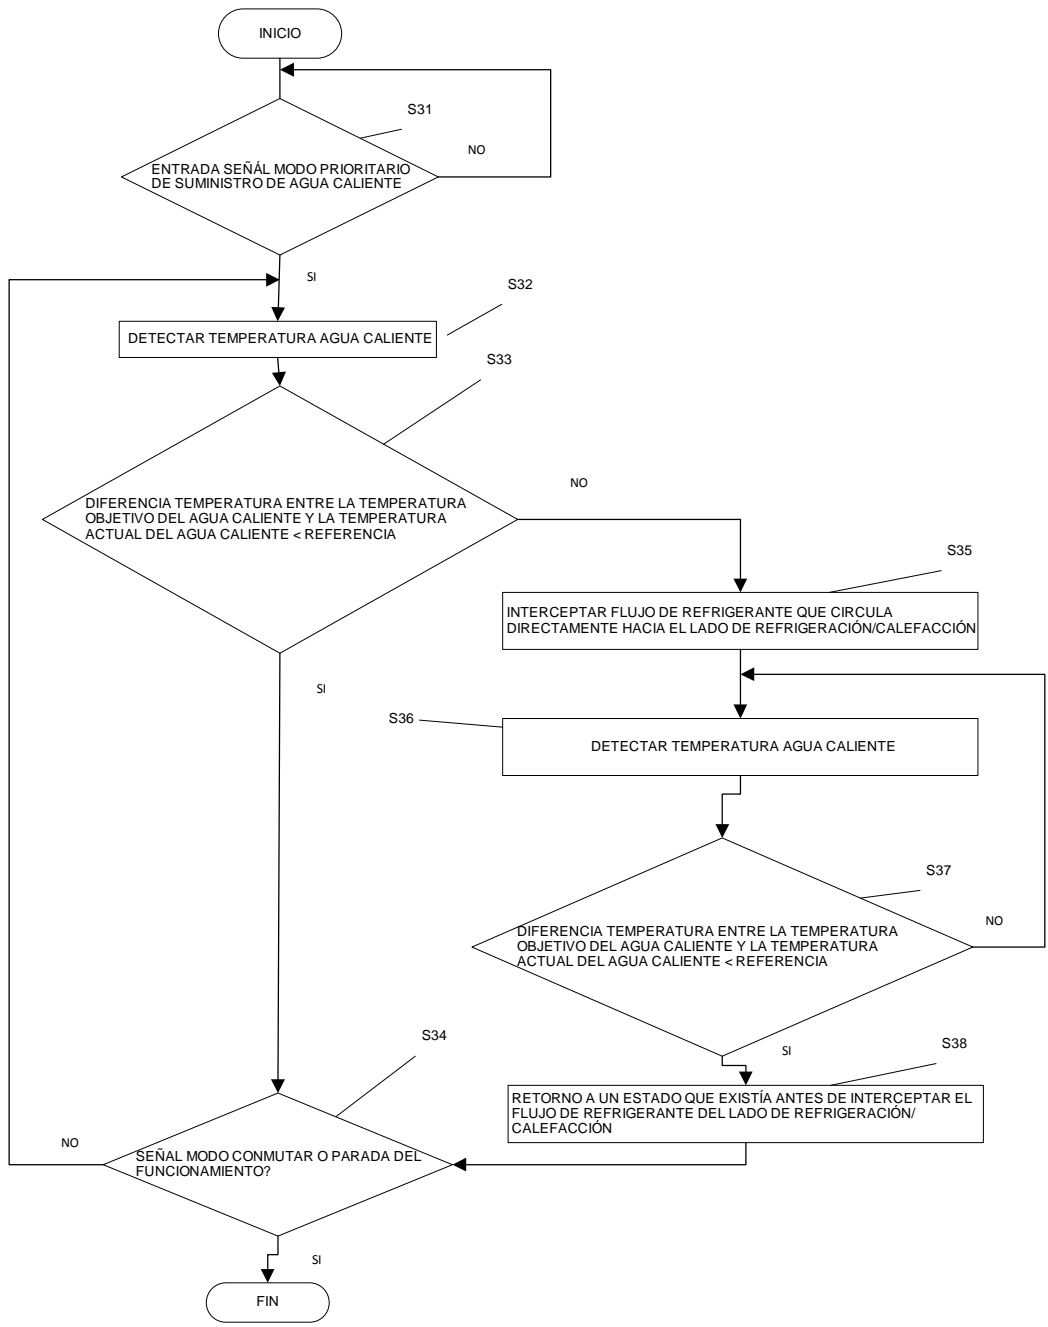 INICIO
S31
NO
ENTRADA SEÑÁL MODO PRIORITARIO
DE SUMINISTRO DE AGUA CALIENTE
SI
S32
DETECTAR TEMPERATURA AGUA CALIENTE
S33
NO
DIFERENCIA TEMPERATURA ENTRE LA TEMPERATURA
OBJETIVO DEL AGUA CALIENTE Y LA TEMPERATURA
ACTUAL DEL AGUA CALIENTE < REFERENCIA
S35
INTERCEPTAR FLUJO DE REFRIGERANTE QUE CIRCULA
DIRECTAMENTE HACIA EL LADO DE REFRIGERACIÓN/CALEFACCIÓN
SI
S36
DETECTAR TEMPERATURA AGUA CALIENTE
S37
NO
DIFERENCIA TEMPERATURA ENTRE LA TEMPERATURA
OBJETIVO DEL AGUA CALIENTE Y LA TEMPERATURA
ACTUAL DEL AGUA CALIENTE < REFERENCIA
SI
S38
S34
RETORNO A UN ESTADO QUE EXISTÍA ANTES DE INTERCEPTAR EL
FLUJO DE REFRIGERANTE DEL LADO DE REFRIGERACIÓN/
CALEFACCIÓN
NO
SEÑAL MODO CONMUTAR O PARADA DEL
FUNCIONAMIENTO?
SI
FIN